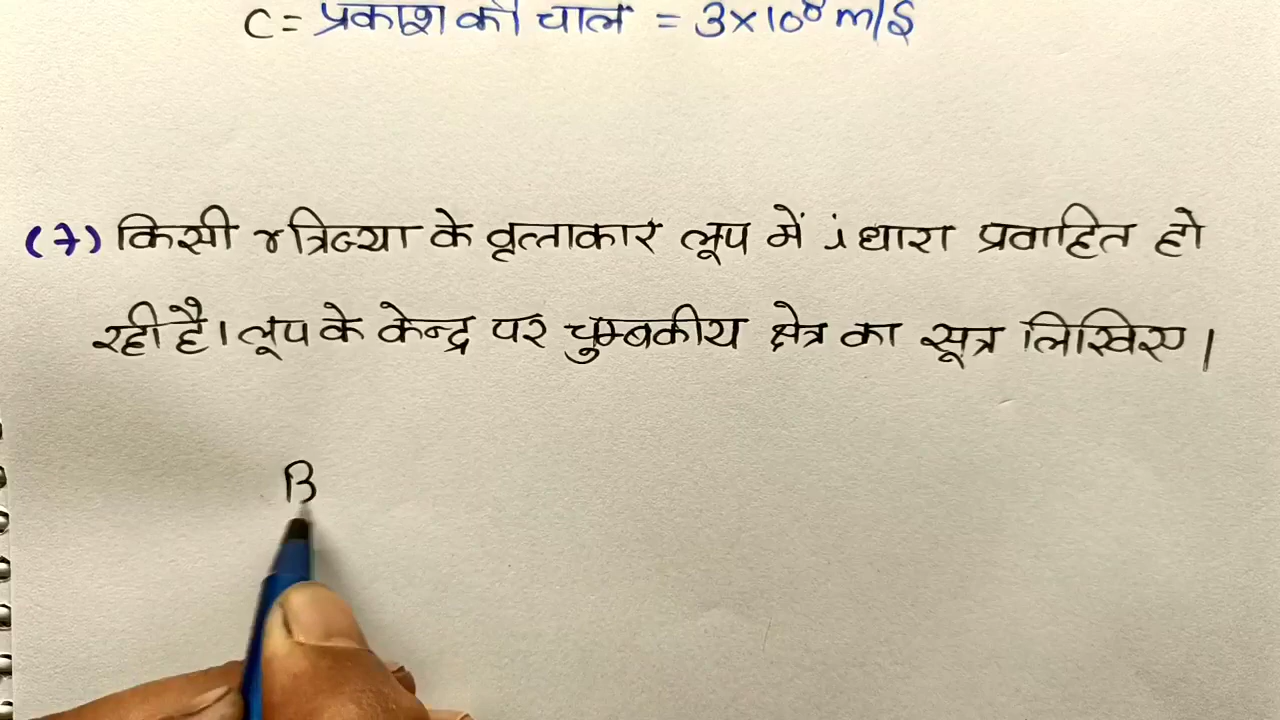 C = प्रकाश की चाल = 3×10⁸ m/s
(7) किसी r त्रिज्या के वृत्ताकार लूप में i धारा प्रवाहित हो
रही है। लूप के केन्द्र पर चुम्बकीय क्षेत्र का सूत्र लिखिए।
B